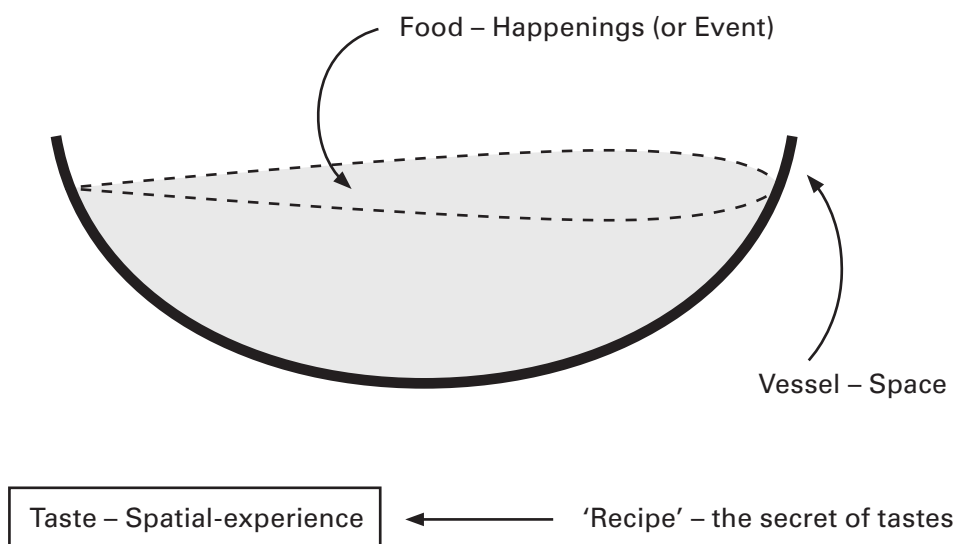 Food – Happenings (or Event)
Vessel – Space
Taste – Spatial-experience
‘Recipe’ – the secret of tastes